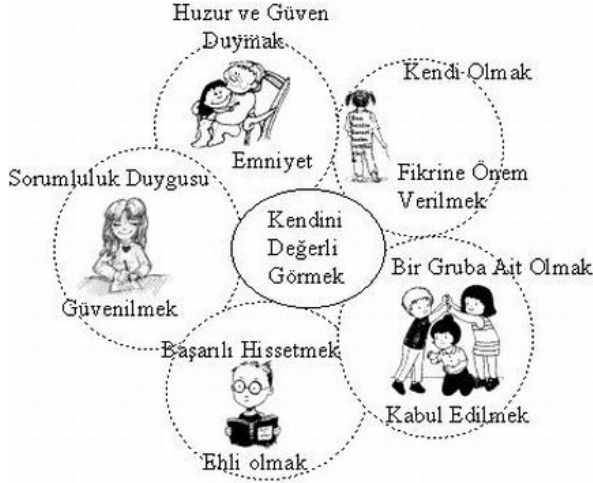 Huzur ve Güven
Duymak
Emniyet
Kendi Olmak
Fikrine Önem
Verilmek
Sorumluluk Duygusu
Güvenilmek
Kendini
Değerli
Görmek
Bir Gruba Ait Olmak
Kabul Edilmek
Başarılı Hissetmek
Ehli olmak